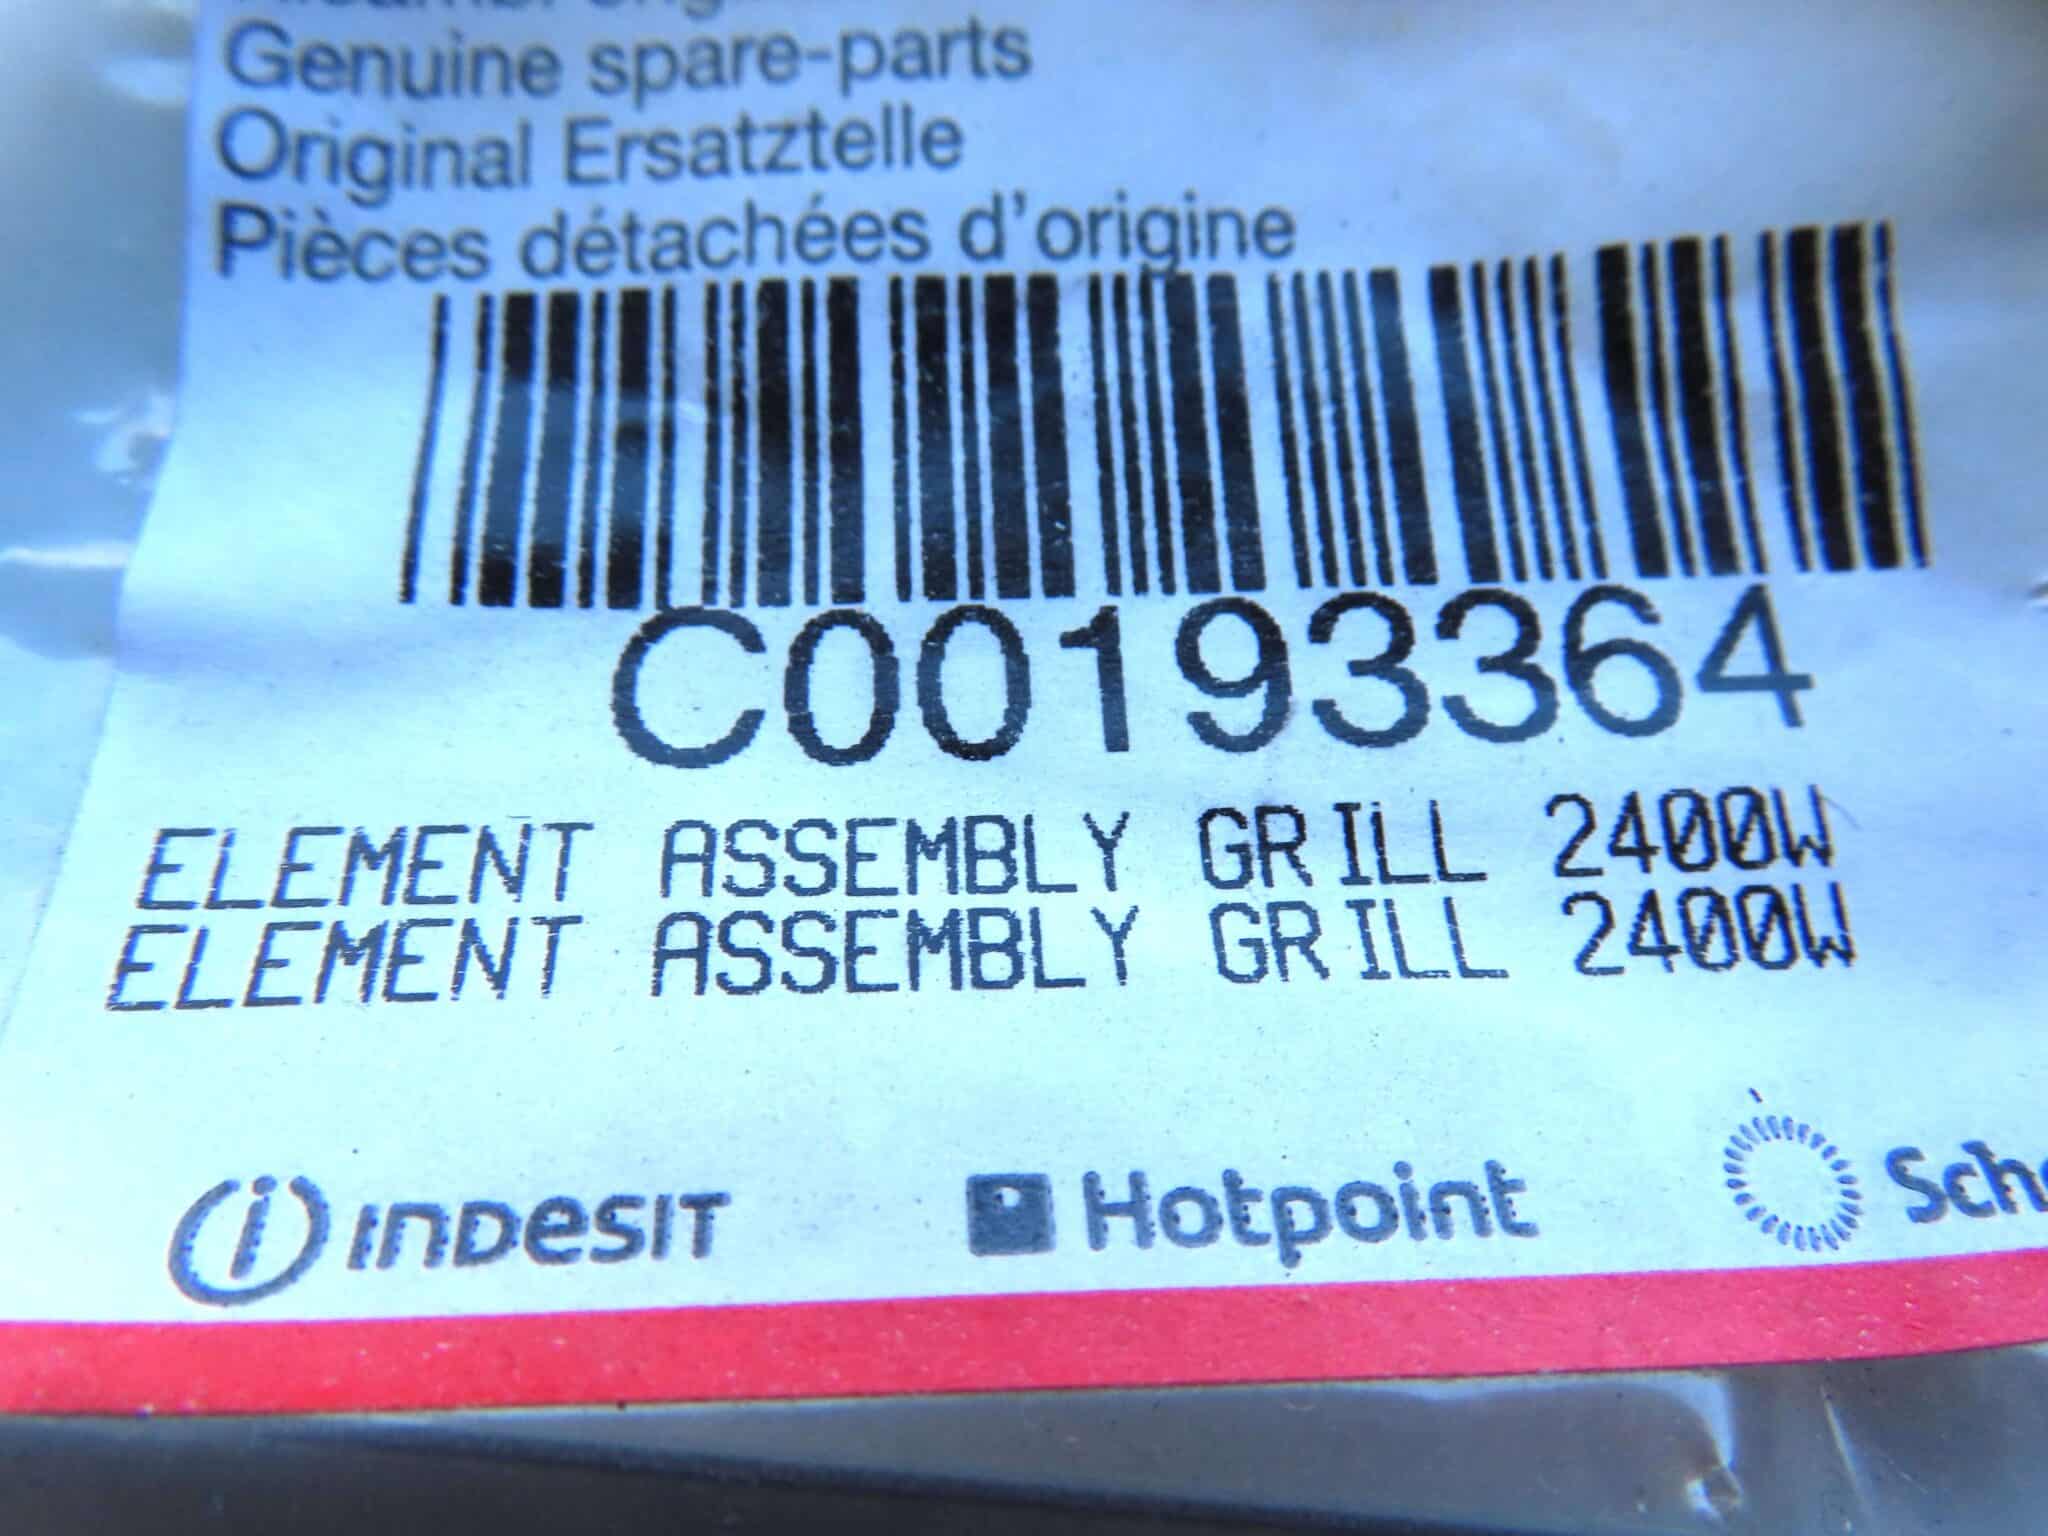 Genuine spare-parts
Original Ersatztelle
Pièces détachées d'origine
C00193364
ELEMENT ASSEMBLY GRILL 2400W
ELEMENT ASSEMBLY GRILL 2400W
INDESIT Hotpoint